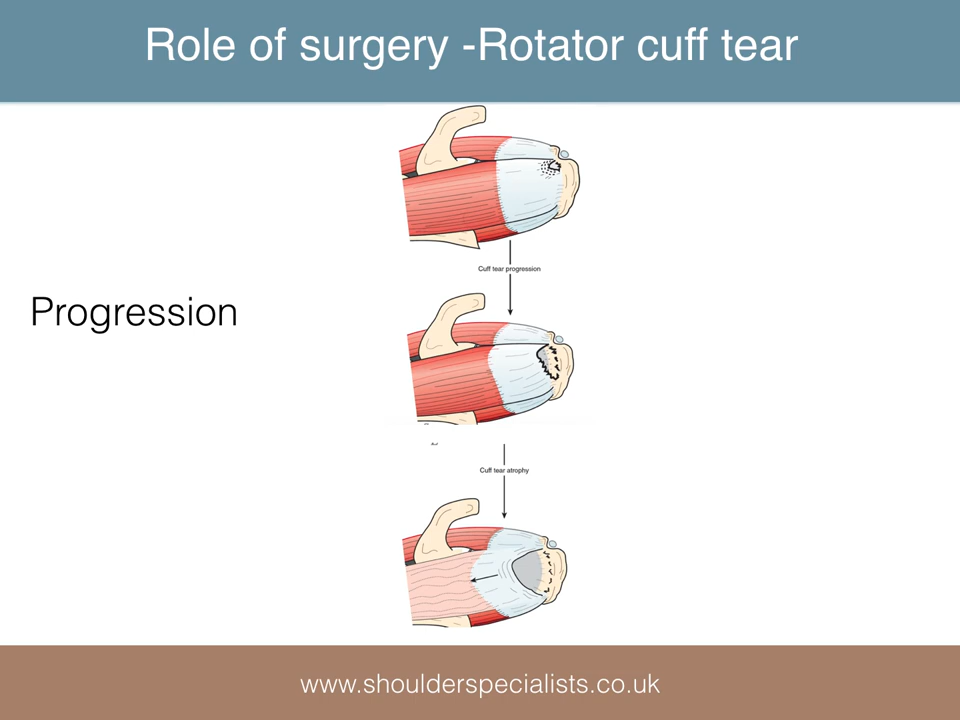 Role of surgery -Rotator cuff tear
Cuff tear progression
Progression
Cuff tear atrophy
www.shoulderspecialists.co.uk